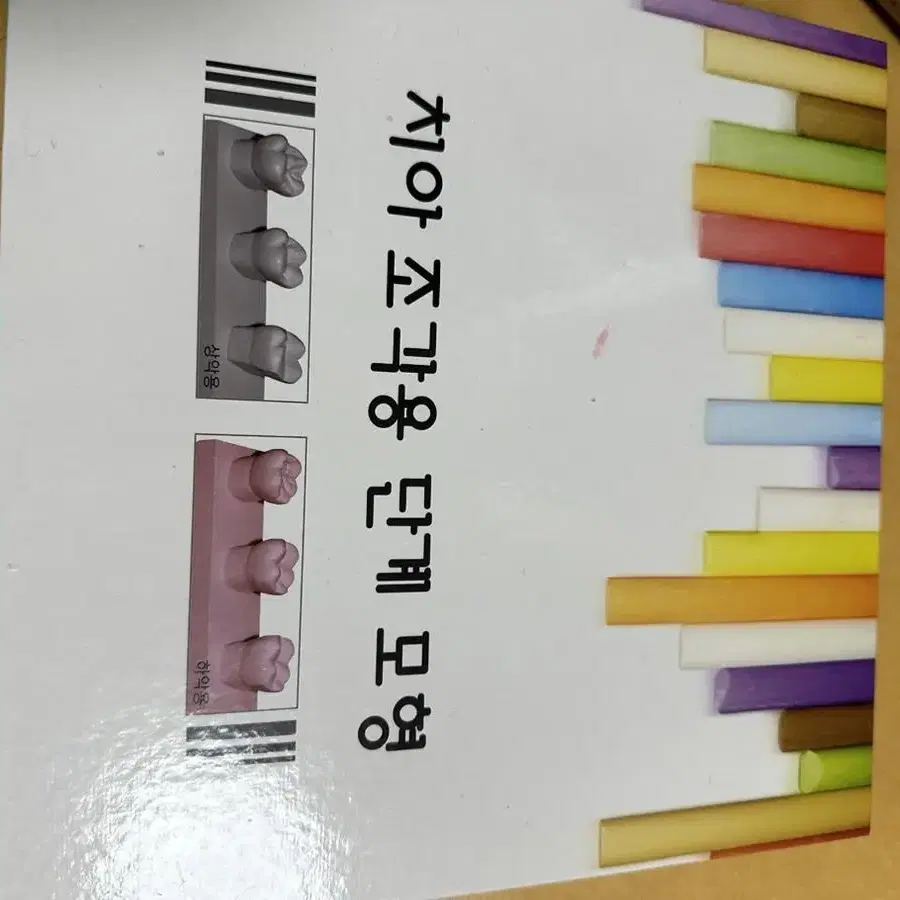 치아 조각용 단계 모형
상악용
하악용